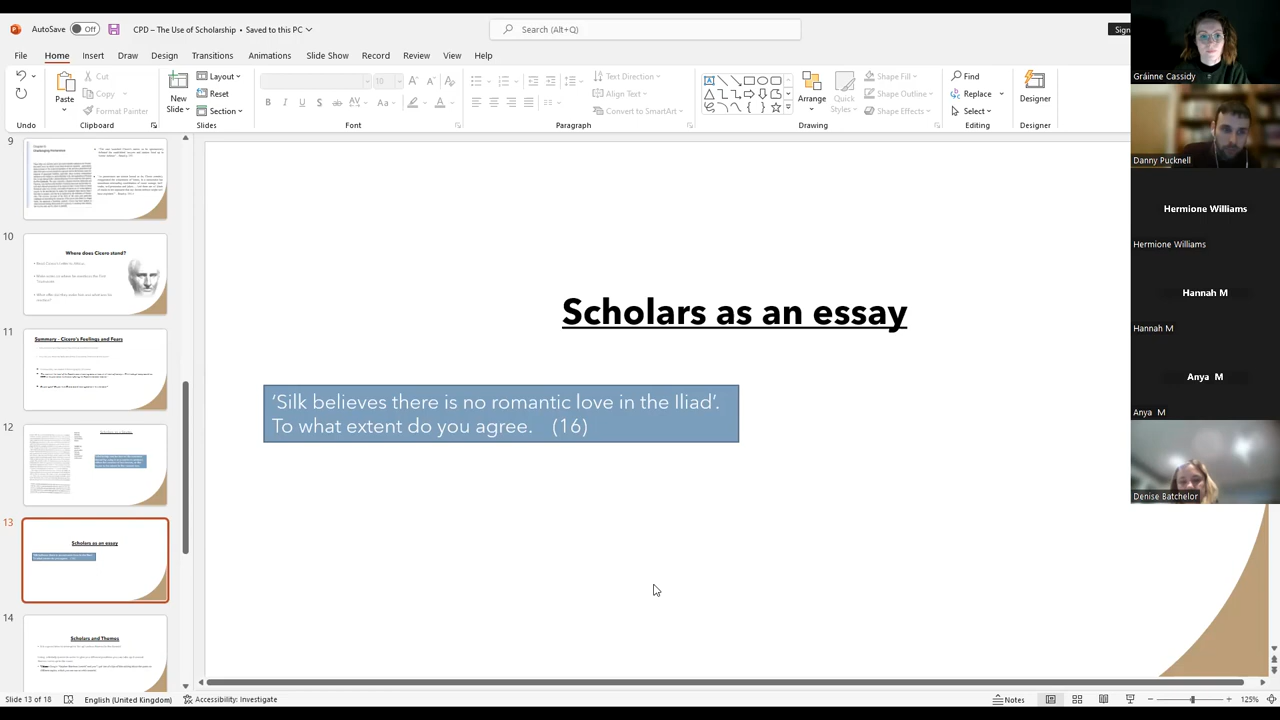 AutoSave Off CPD – The Use of Scholarship • Saved to this PC Search (Alt+Q) Sign
File Home Insert Draw Design Transitions Animations Slide Show Record Review View Help
Paste
Cut
Copy
Format Painter
New
Slide
Layout
Reset
Section
10
Text Direction
Align Text
Convert to SmartArt
Arrange
Quick
Styles
Shape Fill
Shape Outline
Shape Effects
Find
Replace
Select
Designer
Undo Clipboard Slides Font Paragraph Drawing Editing Designer
9
10
Where does Cicero stand?
11
Summary - Cicero's Feelings and Fears
12
13
Scholars as an essay
14
Scholars and Themes
Scholars as an essay
‘Silk believes there is no romantic love in the Iliad’.
To what extent do you agree. (16)
Gráinne Cassidy
Danny Pucknell
Hermione Williams
Hermione Williams
Hannah M
Hannah M
Anya M
Anya M
Denise Batchelor
Slide 13 of 18 English (United Kingdom) Accessibility: Investigate Notes 125%